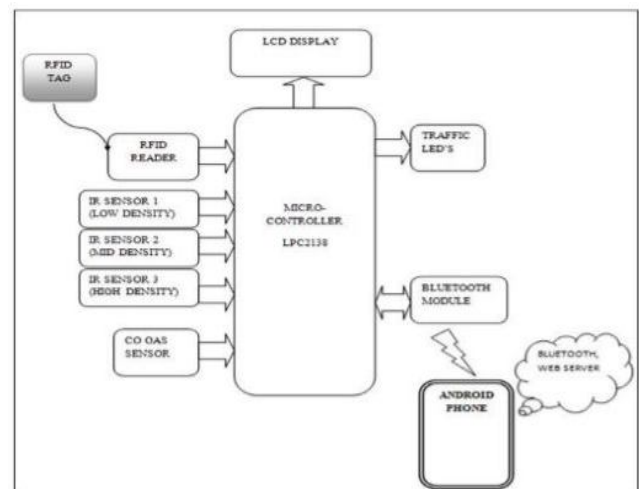 LCD DISPLAY
RFID
TAG
RFID
READER
TRAFFIC
LED'S
IR SENSOR 1
(LOW DENSITY)
MICRO-
CONTROLLER
LPC2138
IR SENSOR 2
(MID DENSITY)
IR SENSOR 3
(HIGH DENSITY)
BLUETOOTH
MODULE
CO GAS
SENSOR
BLUETOOTH,
WEB SERVER
ANDROID
PHONE